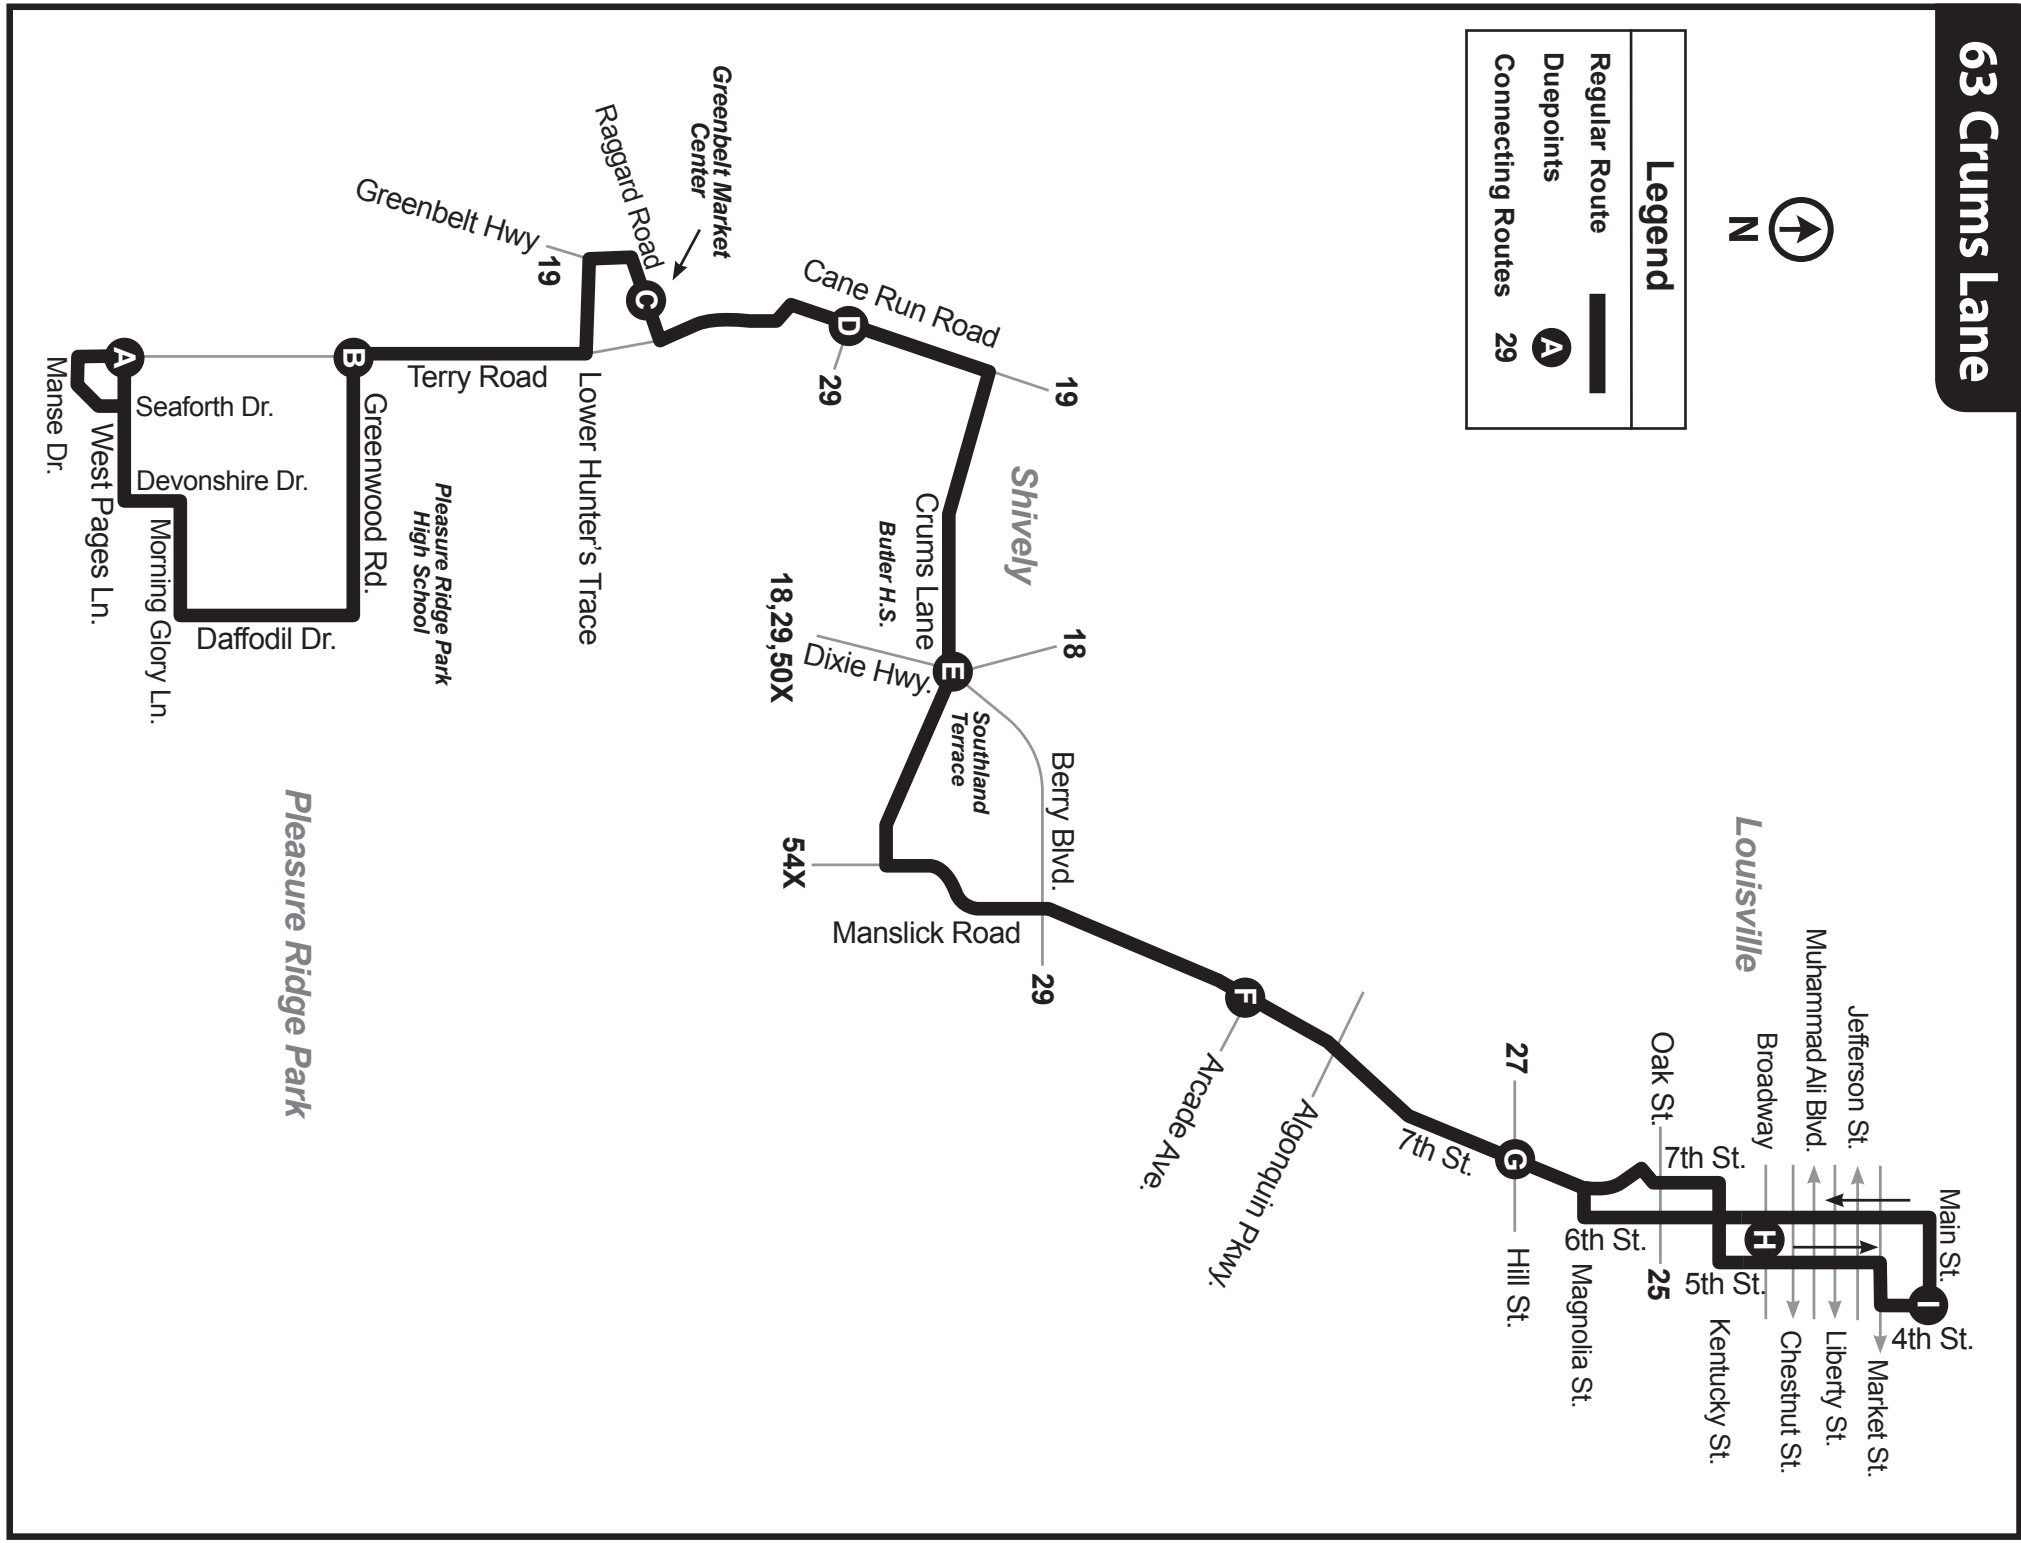 63 Crums Lane
N
Legend
Regular Route
Duepoints
A
Connecting Routes 29
Main St.
I
4th St.
Market St.
Jefferson St.
Liberty St.
Muhammad Ali Blvd.
Chestnut St.
Louisville
Broadway
H
5th St.
Kentucky St.
7th St.
Oak St.
25
6th St.
Magnolia St.
27
G
Hill St.
7th St.
Algonquin Pkwy.
F
Arcade Ave.
19
18
Berry Blvd.
29
Shively
Cane Run Road
Southland
Terrace
Manslick Road
Crums Lane
E
Butler H.S.
Dixie Hwy.
18,29,50X
54X
D
29
Greenbelt Market
Center
Raggard Road
C
Greenbelt Hwy
19
Lower Hunter's Trace
Terry Road
Pleasure Ridge Park
High School
B
Greenwood Rd.
Pleasure Ridge Park
Daffodil Dr.
Seaforth Dr.
Devonshire Dr.
Morning Glory Ln.
A
West Pages Ln.
Manse Dr.